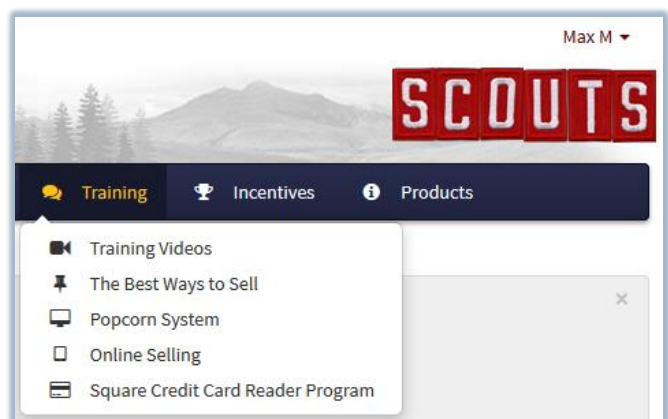 Max M
SCOUTS
Training Incentives Products
Training Videos
The Best Ways to Sell
Popcorn System
Online Selling
Square Credit Card Reader Program